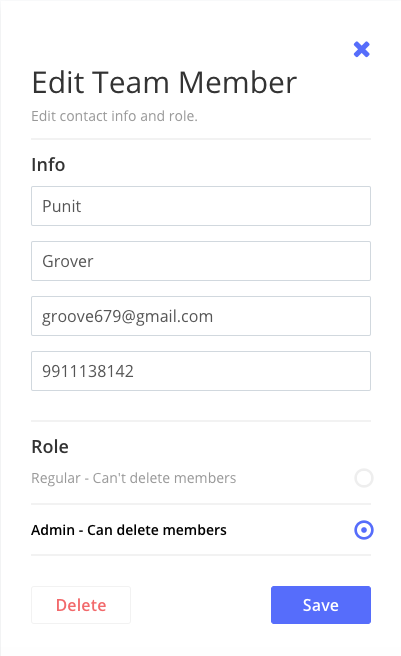 Edit Team Member
Edit contact info and role.
Info
Punit
Grover
groove679@gmail.com
9911138142
Role
Regular - Can't delete members
Admin - Can delete members
Delete
Save